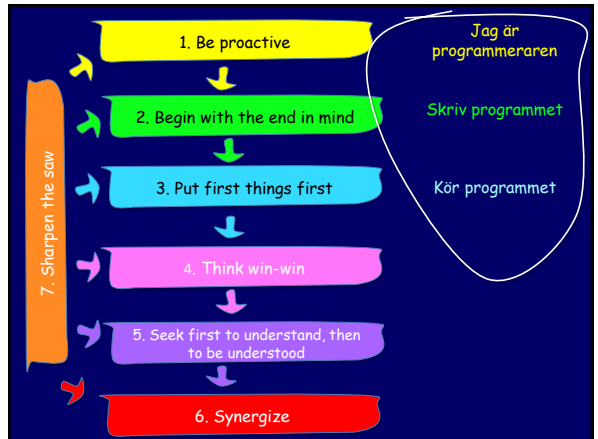 1. Be proactive
Jag är
programmeraren
2. Begin with the end in mind
Skriv programmet
3. Put first things first
Kör programmet
7. Sharpen the saw
4. Think win-win
5. Seek first to understand, then
to be understood
6. Synergize